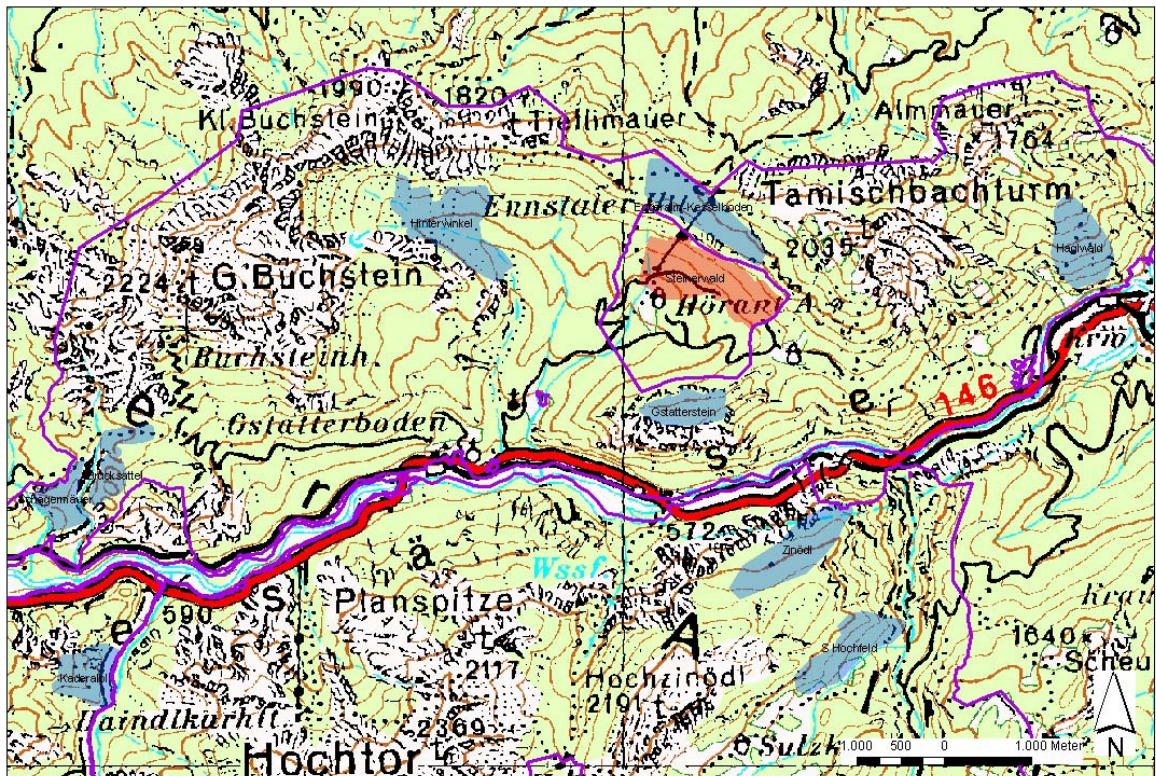 1990
1820
Kl. Buchstein
Tieflimauer
Almmauer
1764
Ennstaler
Tamischbachturm
Hinterwinkel
2035
Haglwald
Steinerwald
2224
G. Buchstein
Hörant A.
Buchsteinh.
146
Gstatterstein
Gstatterboden
e
s
r
u
ä
572
Wssf.
Zinödl
590
S
Planspitze
e
A
S Hochfeld
1640
Scheu
2117
Hochzinödl
2191
2369
Hochtor
Sulzk
1.000 500 0 1.000 Meter
N